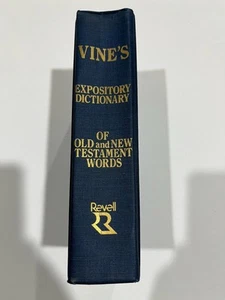 VINE'S
EXPOSITORY
DICTIONARY
OF
OLD and NEW
TESTAMENT
WORDS
Revell
R